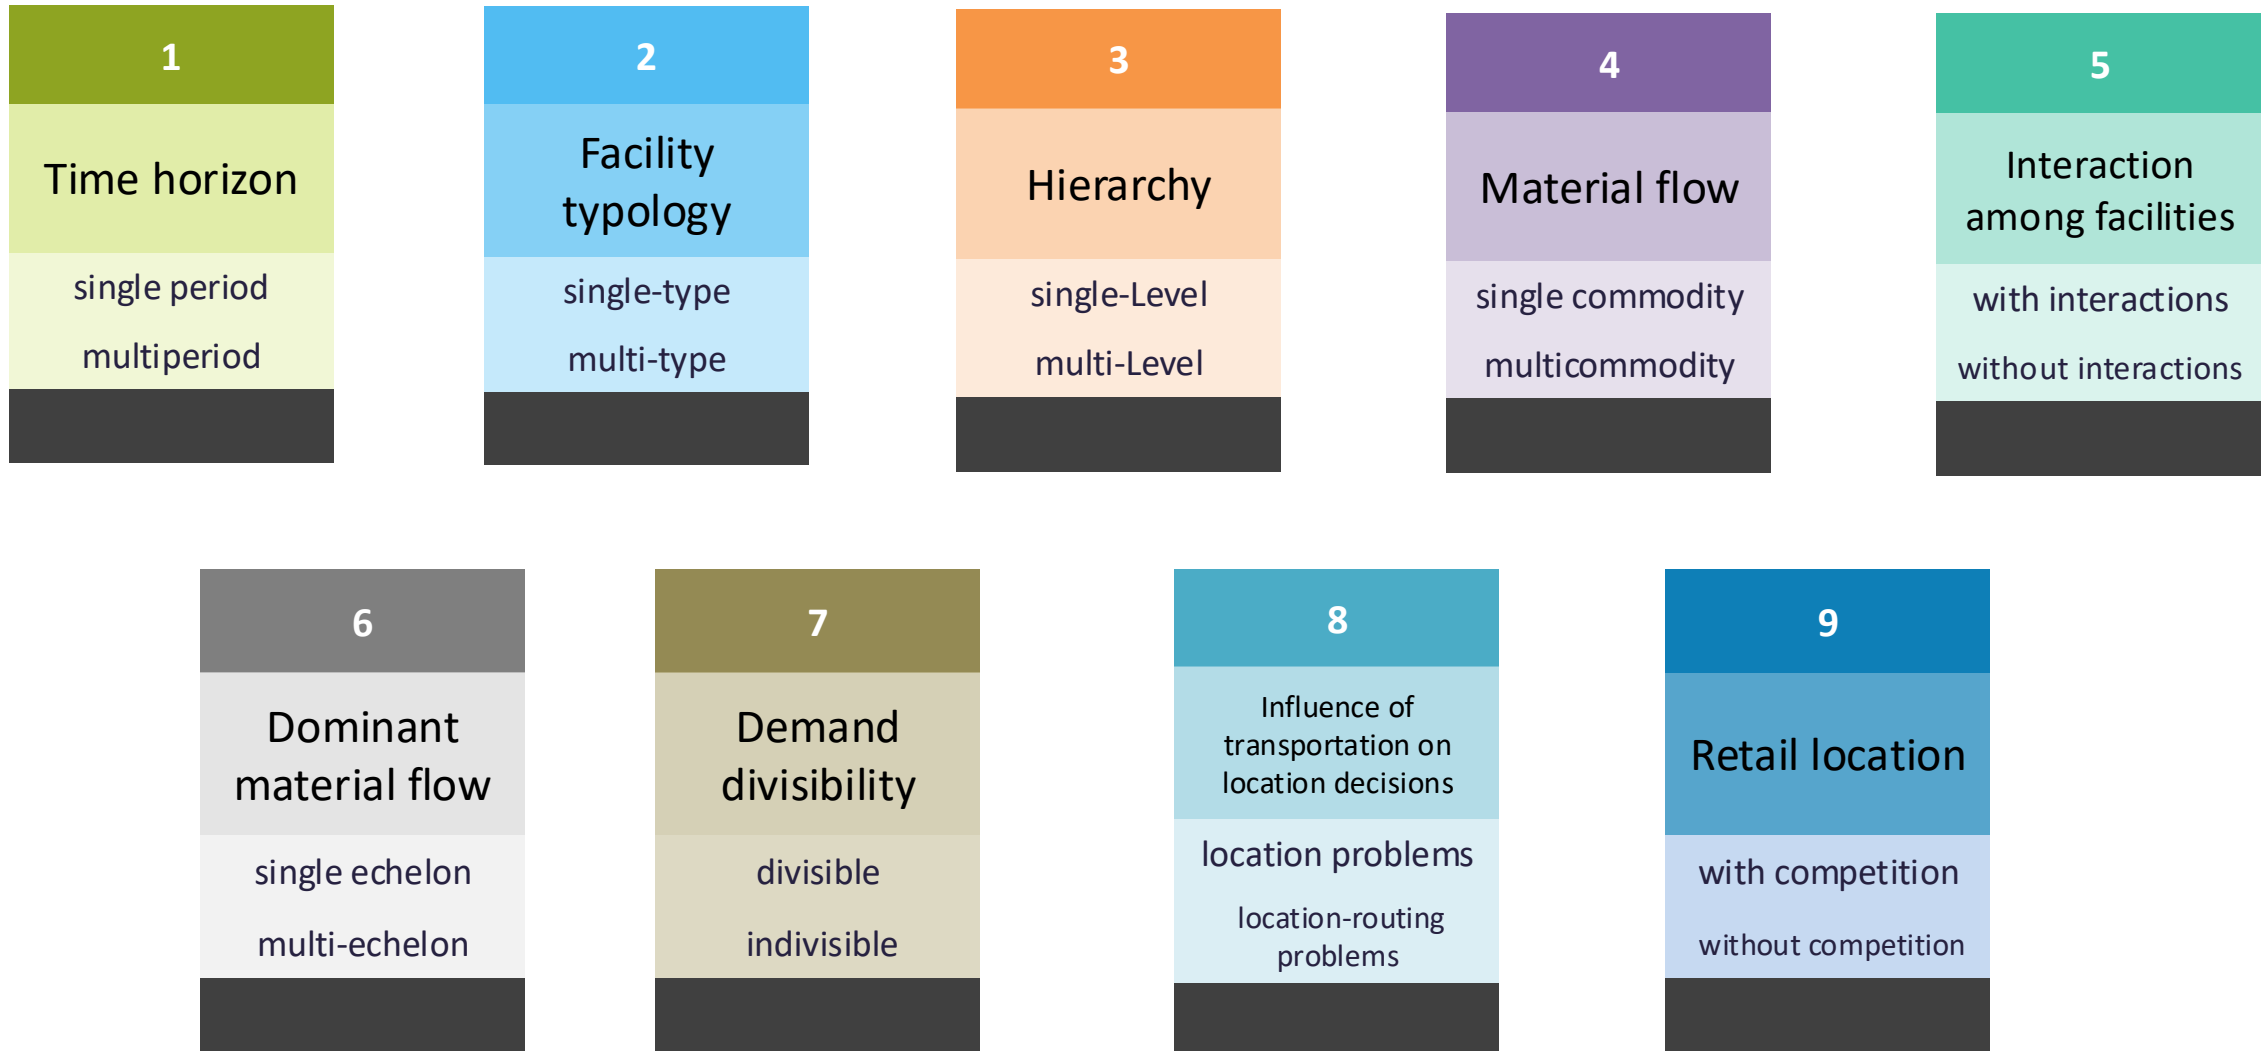 1
Time horizon
single period
multiperiod
2
Facility
typology
single-type
multi-type
3
Hierarchy
single-Level
multi-Level
4
Material flow
single commodity
multicommodity
5
Interaction
among facilities
with interactions
without interactions
6
Dominant
material flow
single echelon
multi-echelon
7
Demand
divisibility
divisible
indivisible
8
Influence of
transportation on
location decisions
location problems
location-routing
problems
9
Retail location
with competition
without competition